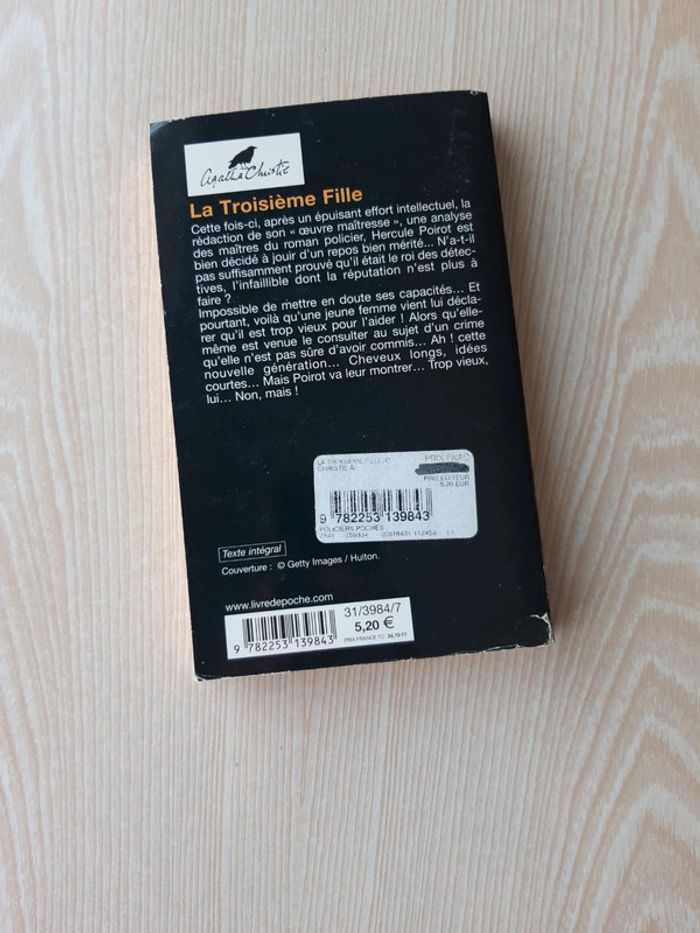 Agatha Christie
La Troisième Fille
Cette fois-ci, après un épuisant effort intellectuel, la
rédaction de son " œuvre maîtresse ", une analyse
des maîtres du roman policier, Hercule Poirot est
bien décidé à jouir d'un repos bien mérité... N'a-t-il
pas suffisamment prouvé qu'il était le roi des détec-
tives, l'infaillible dont la réputation n'est plus à
faire ?
Impossible de mettre en doute ses capacités... Et
pourtant, voilà qu'une jeune femme vient lui décla-
rer qu'il est trop vieux pour l'aider ! Alors qu'elle-
même est venue le consulter au sujet d'un crime
qu'elle n'est pas sûre d'avoir commis... Ah ! cette
nouvelle génération... Cheveux longs, idées
courtes... Mais Poirot va leur montrer... Trop vieux,
lui... Non, mais !
LA TROISIEME FILLE
PRIX FNAC
CHRISTIE A
PRIX EDITEUR
5,20 EUR
9 782253 139843
POLICIERS POCHES
Texte intégral
Couverture : © Getty Images / Hulton.
www.livredepoche.com
31/3984/7
5,20 €
9 782253 139843
PRIX FRANCE TC 34,10 FF